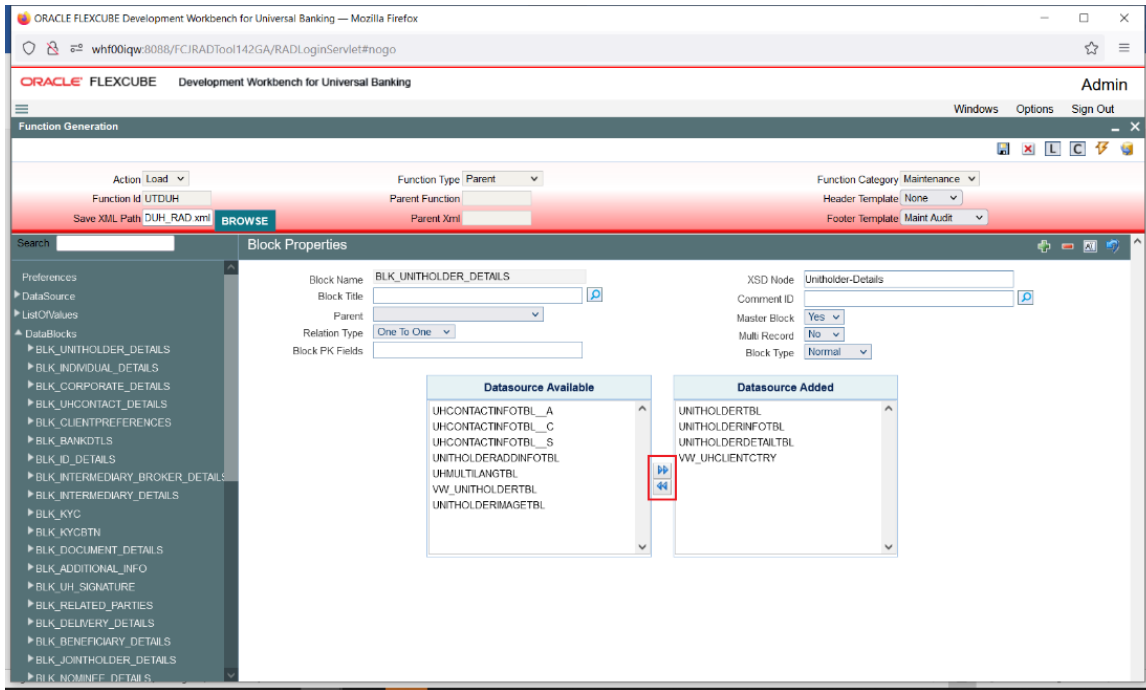 ORACLE FLEXCUBE Development Workbench for Universal Banking — Mozilla Firefox
whf00iqw:8088/FCJRADTool142GA/RADLoginServlet#nogo
ORACLE' FLEXCUBE Development Workbench for Universal Banking
Admin
Windows Options Sign Out
Function Generation
L C
Action Load Function Type Parent Function Category Maintenance
Function Id UTDUH Parent Function Header Template None
Save XML Path DUH_RAD.xml BROWSE Parent Xml Footer Template Maint Audit
Search Block Properties
Preferences
DataSource
ListOfValues
DataBlocks
BLK_UNITHOLDER_DETAILS
BLK_INDIVIDUAL_DETAILS
BLK_CORPORATE_DETAILS
BLK_UHCONTACT_DETAILS
BLK_CLIENTPREFERENCES
BLK_BANKDTLS
BLK_ID_DETAILS
BLK_INTERMEDIARY_BROKER_DETAILS
BLK_INTERMEDIARY_DETAILS
BLK_KYC
BLK_KYCBTN
BLK_DOCUMENT_DETAILS
BLK_ADDITIONAL_INFO
BLK_UH_SIGNATURE
BLK_RELATED_PARTIES
BLK_DELIVERY_DETAILS
BLK_BENEFICIARY_DETAILS
BLK_JOINTHOLDER_DETAILS
BLK_NOMINEE_DETAILS
Block Name BLK_UNITHOLDER_DETAILS
Block Title
Parent
Relation Type One To One
Block PK Fields
XSD Node Unitholder-Details
Comment ID
Master Block Yes
Multi Record No
Block Type Normal
Datasource Available
UHCONTACTINFOTBL__A
UHCONTACTINFOTBL__C
UHCONTACTINFOTBL__S
UNITHOLDERADDINFOTBL
UHMULTILANGTBL
VW_UNITHOLDERTBL
UNITHOLDERIMAGETBL
Datasource Added
UNITHOLDERTBL
UNITHOLDERINFOTBL
UNITHOLDERDETAILTBL
VW_UHCLIENTCTRY